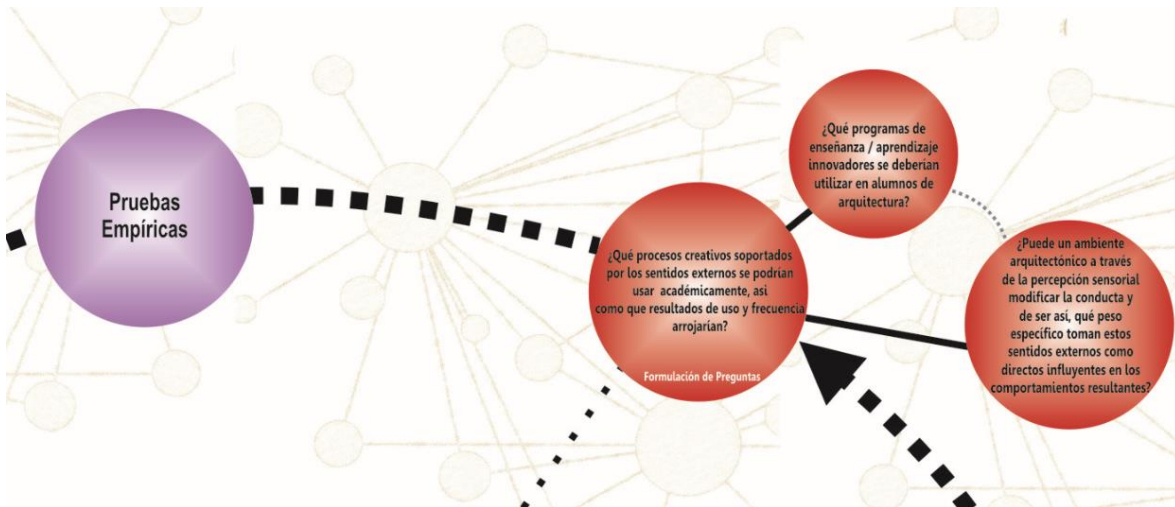 Pruebas
Empíricas
¿Qué procesos creativos soportados
por los sentidos externos se podrían
usar académicamente, asi
como que resultados de uso y frecuencia
arrojarían?
Formulación de Preguntas
¿Qué programas de
enseñanza / aprendizaje
innovadores se deberían
utilizar en alumnos de
arquitectura?
¿Puede un ambiente
arquitectónico a través
de la percepción sensorial
modificar la conducta y
de ser así, qué peso
específico toman estos
sentidos externos como
directos influyentes en los
comportamientos resultantes?